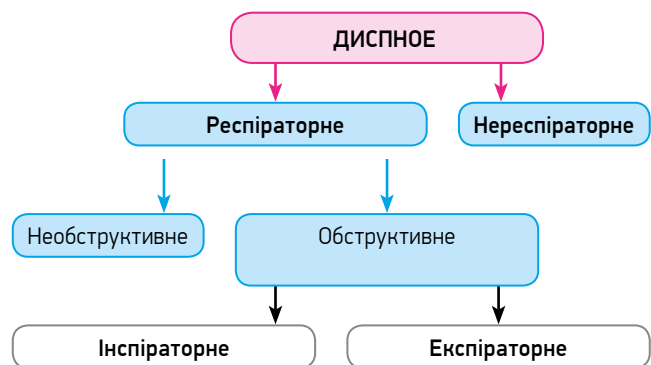 ДИСПНОЕ
Респіраторне
Нереспіраторне
Необструктивне
Обструктивне
Інспіраторне
Експіраторне